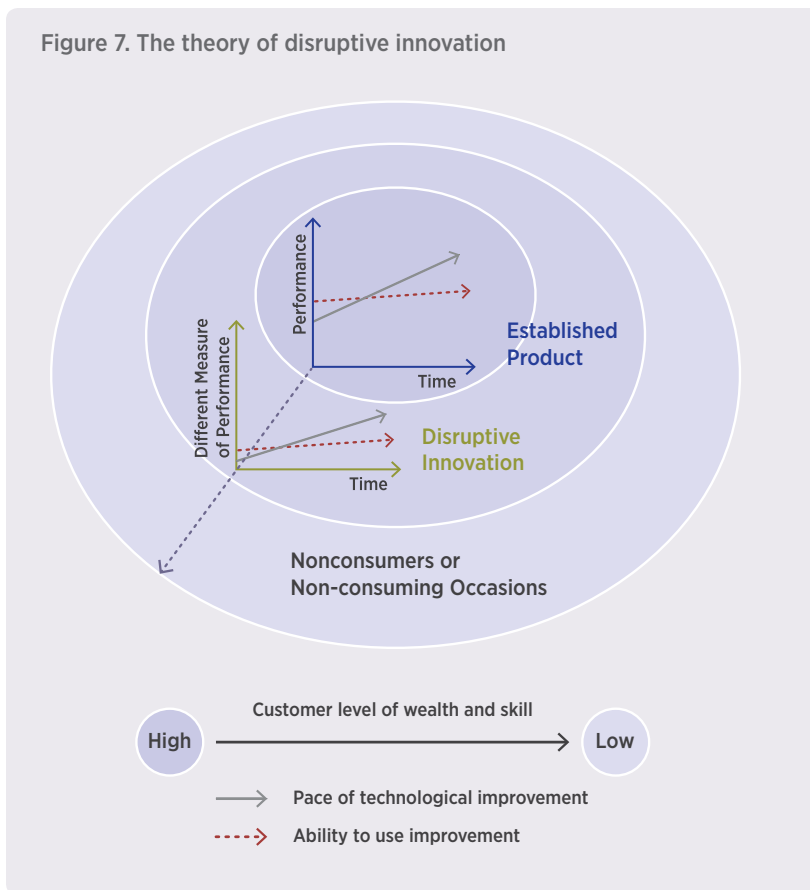 Figure 7. The theory of disruptive innovation
Performance
Time
Established
Product
Different Measure
of Performance
Time
Disruptive
Innovation
Nonconsumers or
Non-consuming Occasions
Customer level of wealth and skill
High
Low
Pace of technological improvement
Ability to use improvement